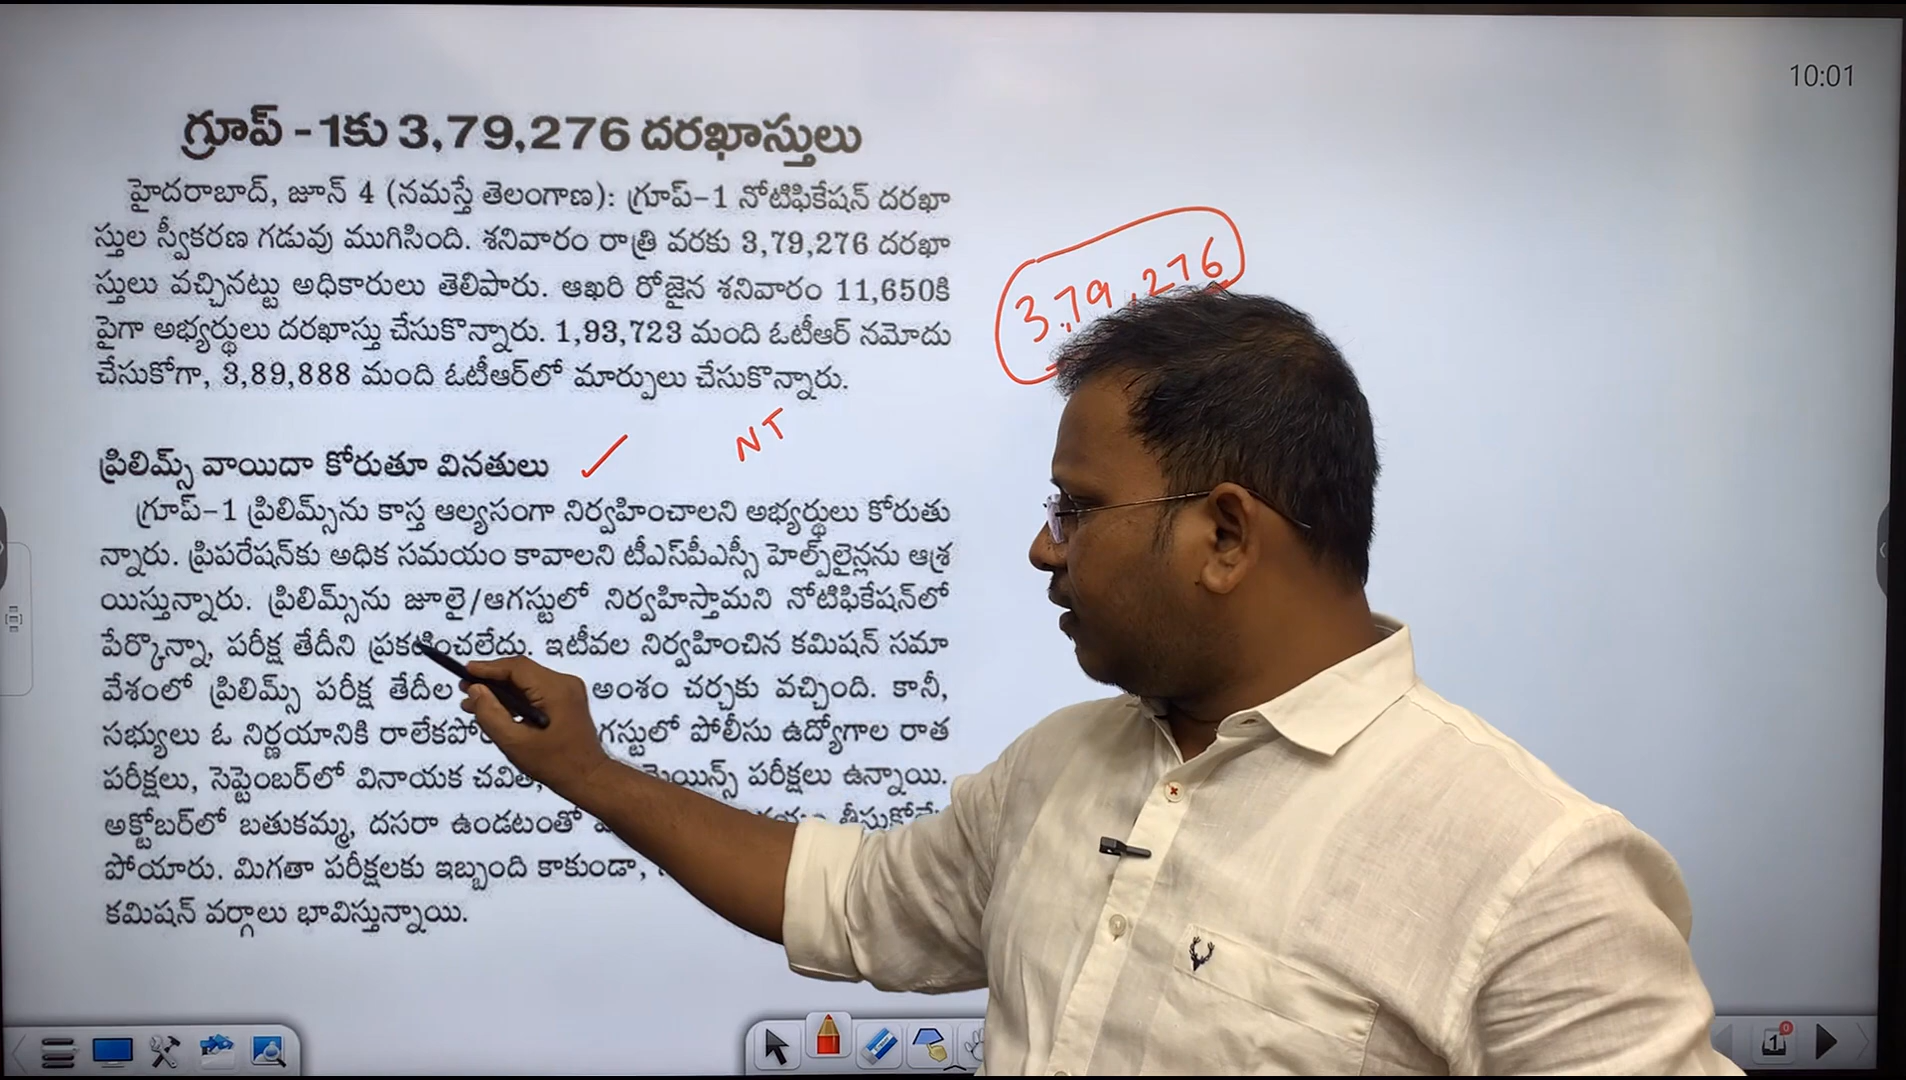 10:01
గ్రూప్ - 1కు 3,79,276 దరఖాస్తులు
హైదరాబాద్, జూన్ 4 (నమస్తే తెలంగాణ): గ్రూప్-1 నోటిఫికేషన్ దరఖా
స్తుల స్వీకరణ గడువు ముగిసింది. శనివారం రాత్రి వరకు 3,79,276 దరఖా
స్తులు వచ్చినట్టు అధికారులు తెలిపారు. ఆఖరి రోజైన శనివారం 11,650కి
పైగా అభ్యర్థులు దరఖాస్తు చేసుకొన్నారు. 1,93,723 మంది ఓటీఆర్ నమోదు
చేసుకోగా, 3,89,888 మంది ఓటీఆర్‌లో మార్పులు చేసుకొన్నారు.
3,79,276
NT
ప్రిలిమ్స్ వాయిదా కోరుతూ వినతులు
గ్రూప్-1 ప్రిలిమ్స్‌ను కాస్త ఆల్యసంగా నిర్వహించాలని అభ్యర్థులు కోరుతు
న్నారు. ప్రిపరేషన్‌కు అధిక సమయం కావాలని టీఎస్‌పీఎస్సీ హెల్ప్‌లైన్లను ఆశ్ర
యిస్తున్నారు. ప్రిలిమ్స్‌ను జూలై/ఆగస్టులో నిర్వహిస్తామని నోటిఫికేషన్‌లో
పేర్కొన్నా, పరీక్ష తేదీని ప్రకటించలేదు. ఇటీవల నిర్వహించిన కమిషన్ సమా
వేశంలో ప్రిలిమ్స్ పరీక్ష తేదీల అంశం చర్చకు వచ్చింది. కానీ,
సభ్యులు ఓ నిర్ణయానికి పోలీసు ఉద్యోగాల రాత
పరీక్షలు, సెప్టెంబర్‌లో వినాయక చవితి, మెయిన్స్ పరీక్షలు ఉన్నాయి.
అక్టోబర్‌లో బతుకమ్మ, దసరా ఉండటంతో
పోయారు. మిగతా పరీక్షలకు ఇబ్బంది కాకుండా,
కమిషన్ వర్గాలు భావిస్తున్నాయి.